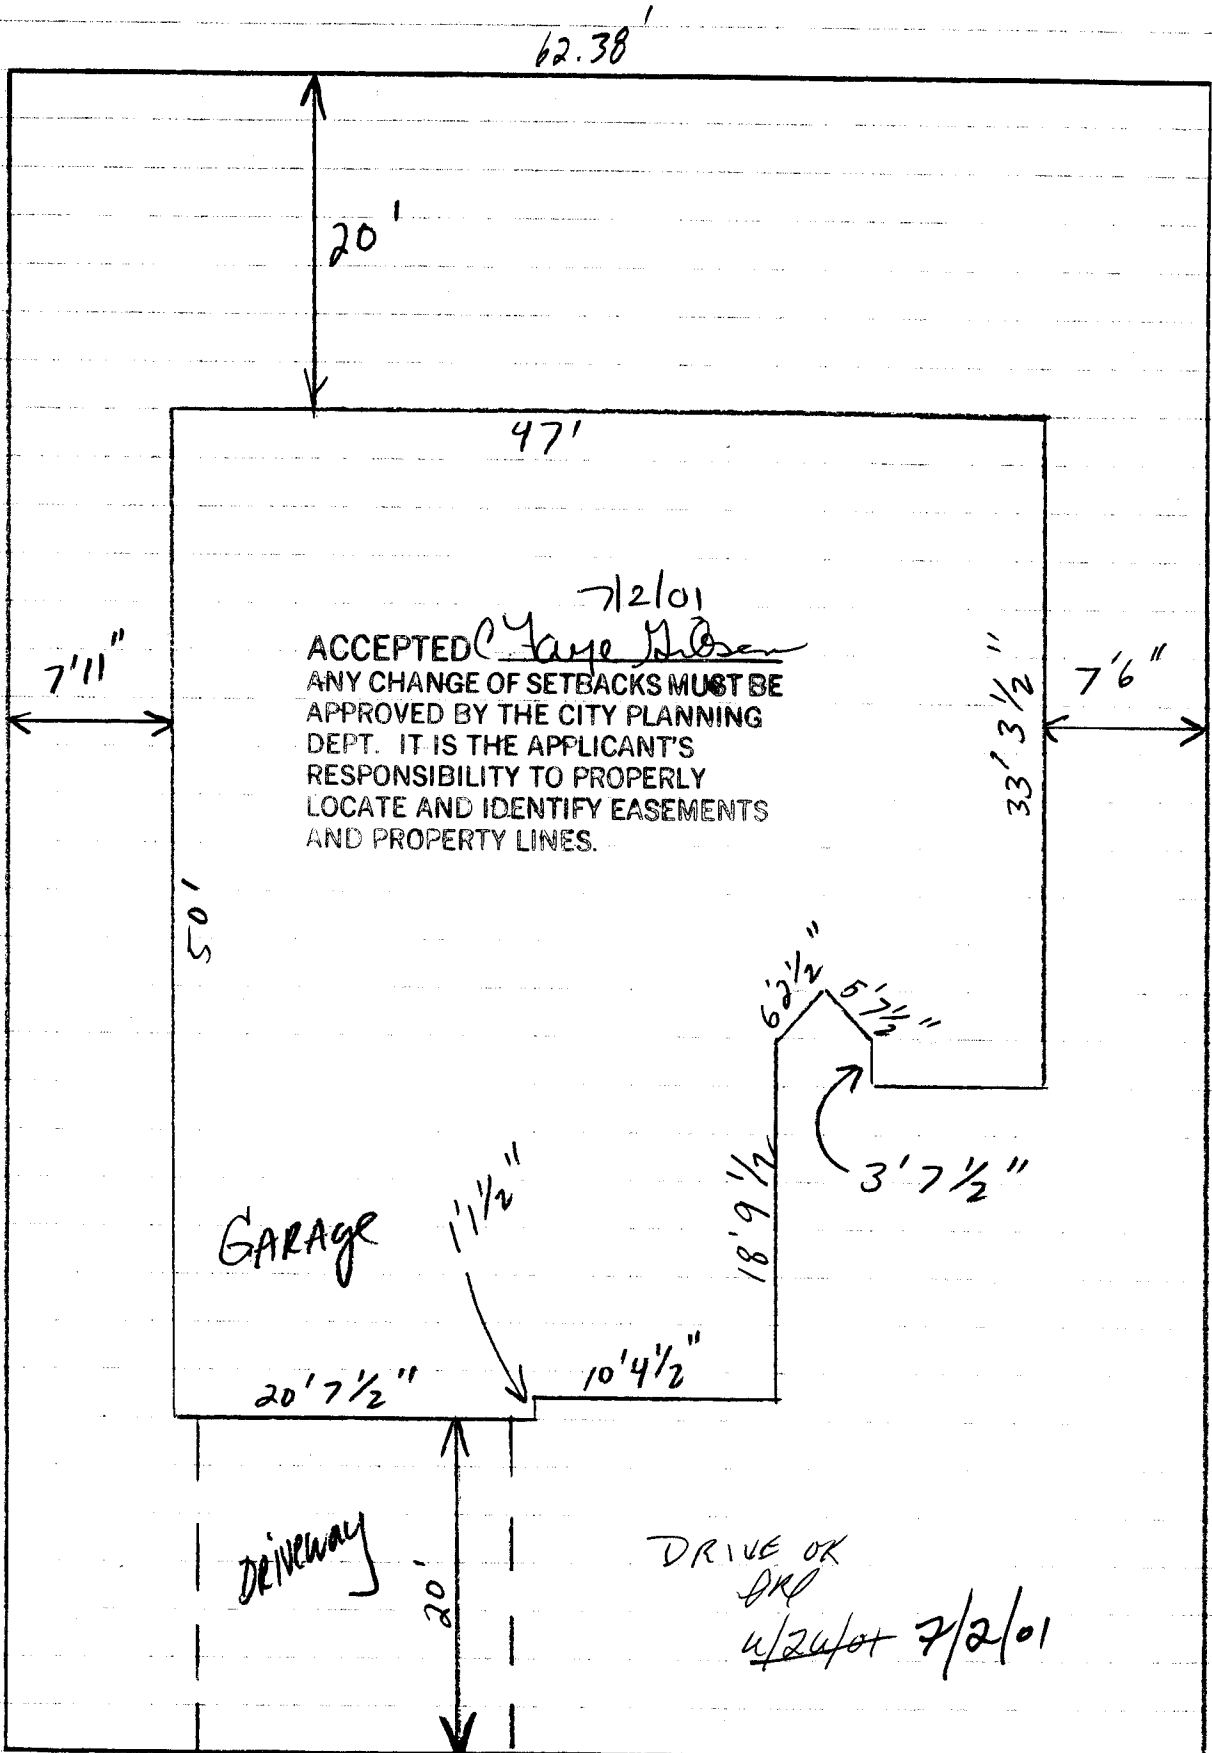 62.38'
20'
47'
7/2/01
ACCEPTED C Faye Gibson
ANY CHANGE OF SETBACKS MUST BE
APPROVED BY THE CITY PLANNING
DEPT. IT IS THE APPLICANT'S
RESPONSIBILITY TO PROPERLY
LOCATE AND IDENTIFY EASEMENTS
AND PROPERTY LINES.
7'11"
7'6"
33' 3 1/2"
50'
6'2 1/2"
5'7 1/2"
3' 7 1/2"
18' 9 1/2
GARAge
1'1 1/2"
20' 7 1/2"
10'4 1/2"
DRiveway
20'
DRIVE OK
7/2/01